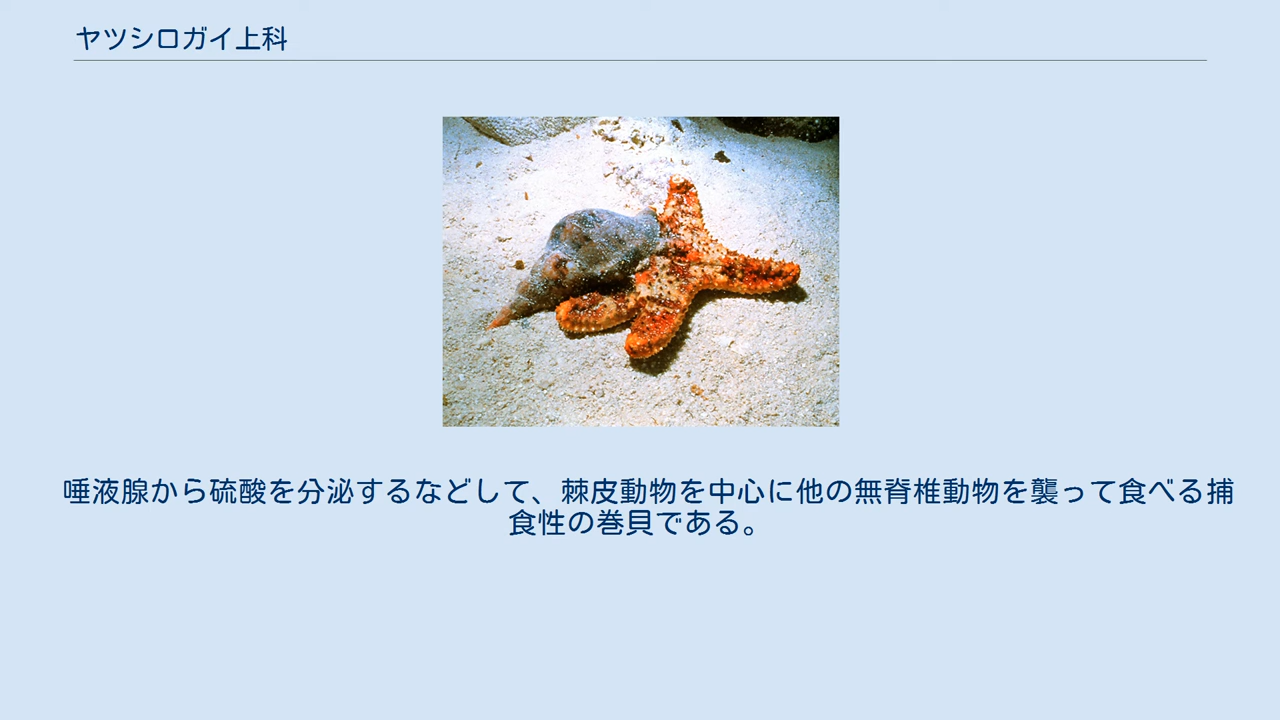 ヤツシロガイ上科
唾液腺から硫酸を分泌するなどして、棘皮動物を中心に他の無脊椎動物を襲って食べる捕
食性の巻貝である。